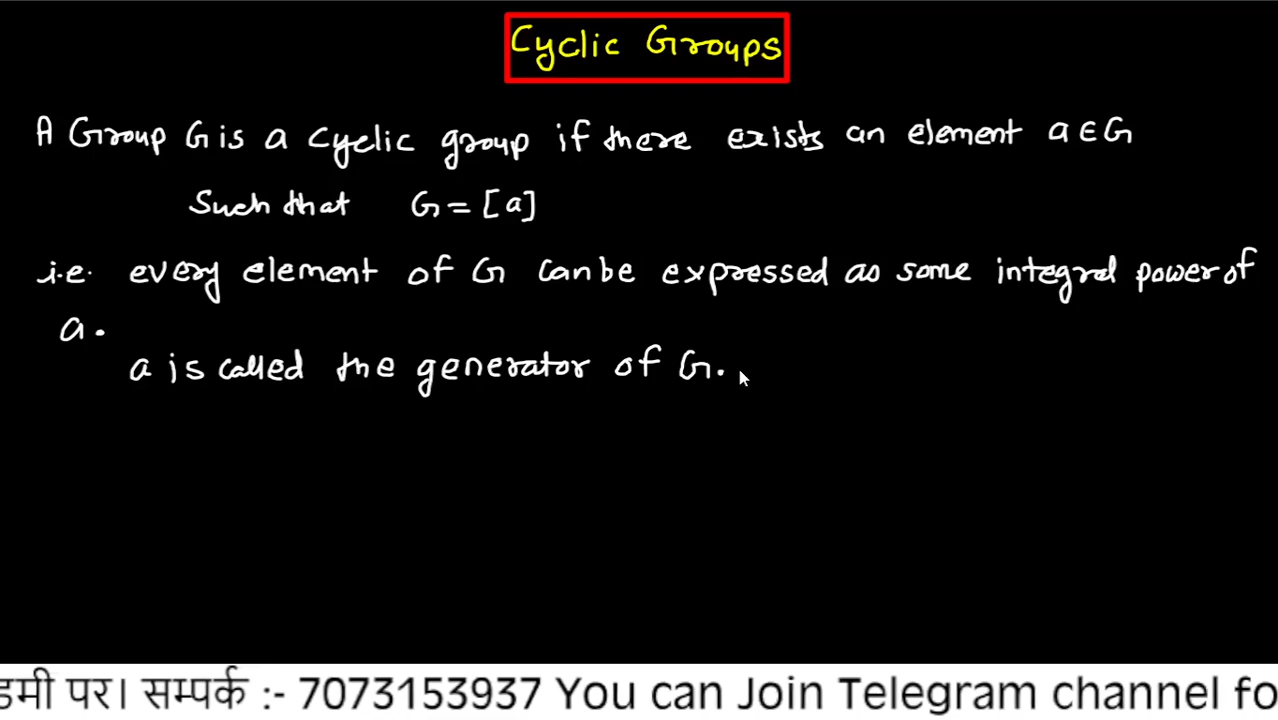 Cyclic Groups
A Group G is a cyclic group if there exists an element a ∈ G
Such that G = [a]
i.e. every element of G can be expressed as some integral power of
a.
a is called the generator of G.
डमी पर। सम्पर्क :- 7073153937 You can Join Telegram channel fo